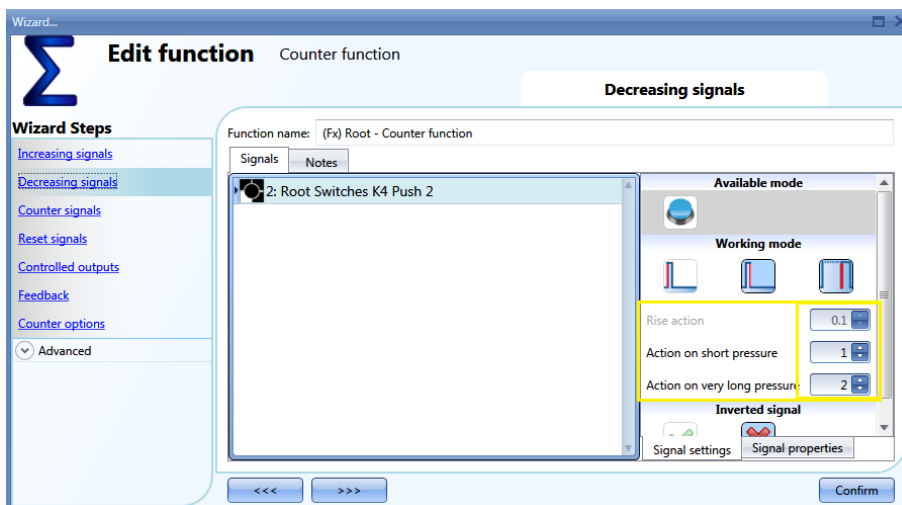 Wizard...
Edit function Counter function
Decreasing signals
Wizard Steps
Increasing signals
Decreasing signals
Counter signals
Reset signals
Controlled outputs
Feedback
Counter options
Advanced
Function name: (Fx) Root - Counter function
Signals Notes
2: Root Switches K4 Push 2
Available mode
Working mode
Rise action 0.1
Action on short pressure 1
Action on very long pressure 2
Inverted signal
Signal settings Signal properties
<<< >>> Confirm